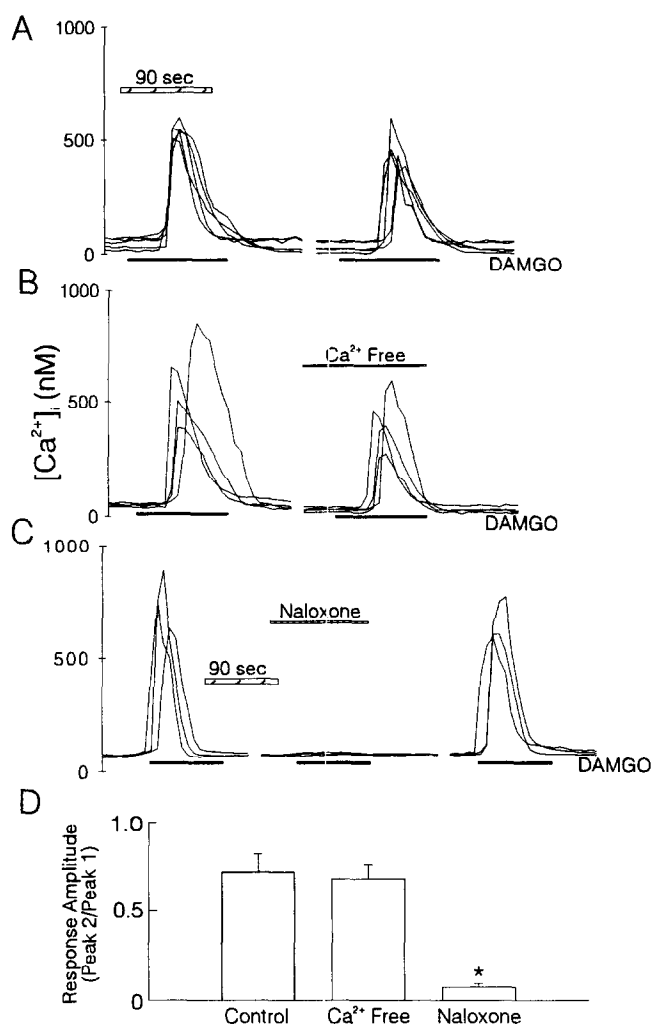 A
1000
90 sec
500
0
DAMGO
B
1000
Ca²⁺ Free
500
[Ca²⁺]ᵢ (nM)
0
DAMGO
C
1000
Naloxone
500
90 sec
0
DAMGO
D
1.0
0.5
0
Response Amplitude
(Peak 2/Peak 1)
*
Control
Ca²⁺ Free
Naloxone